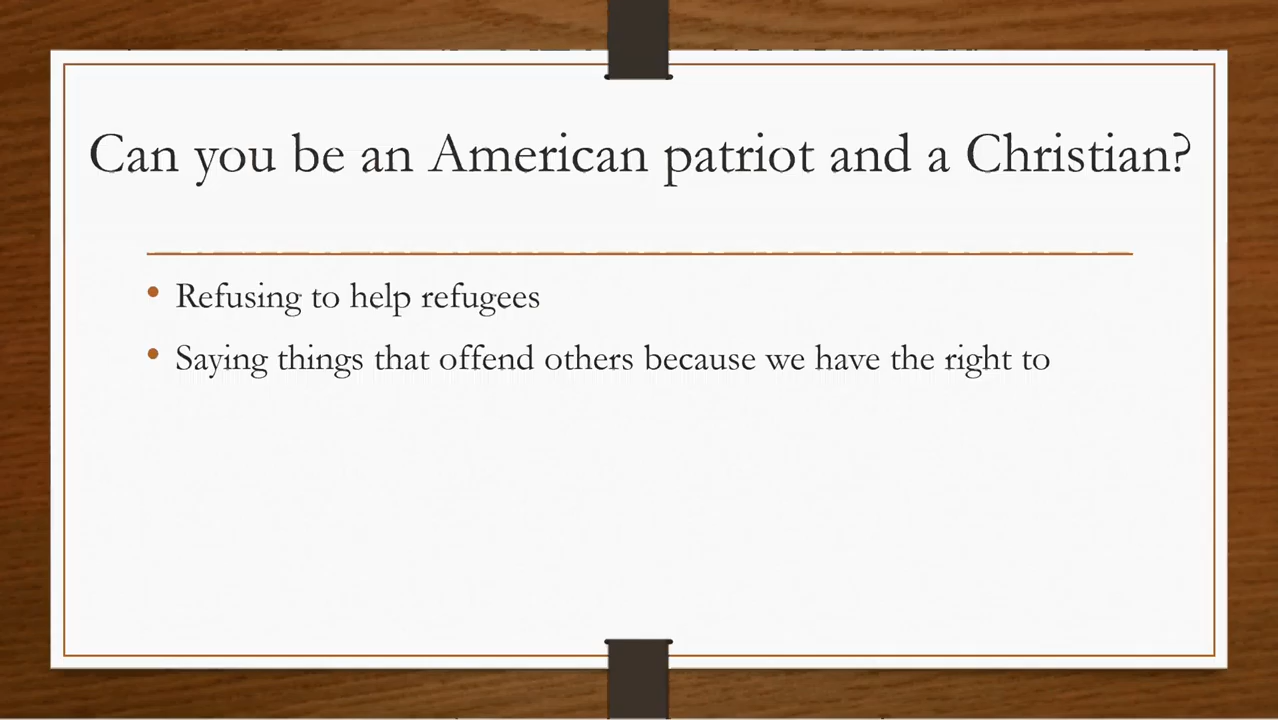 Can you be an American patriot and a Christian?
• Refusing to help refugees
• Saying things that offend others because we have the right to